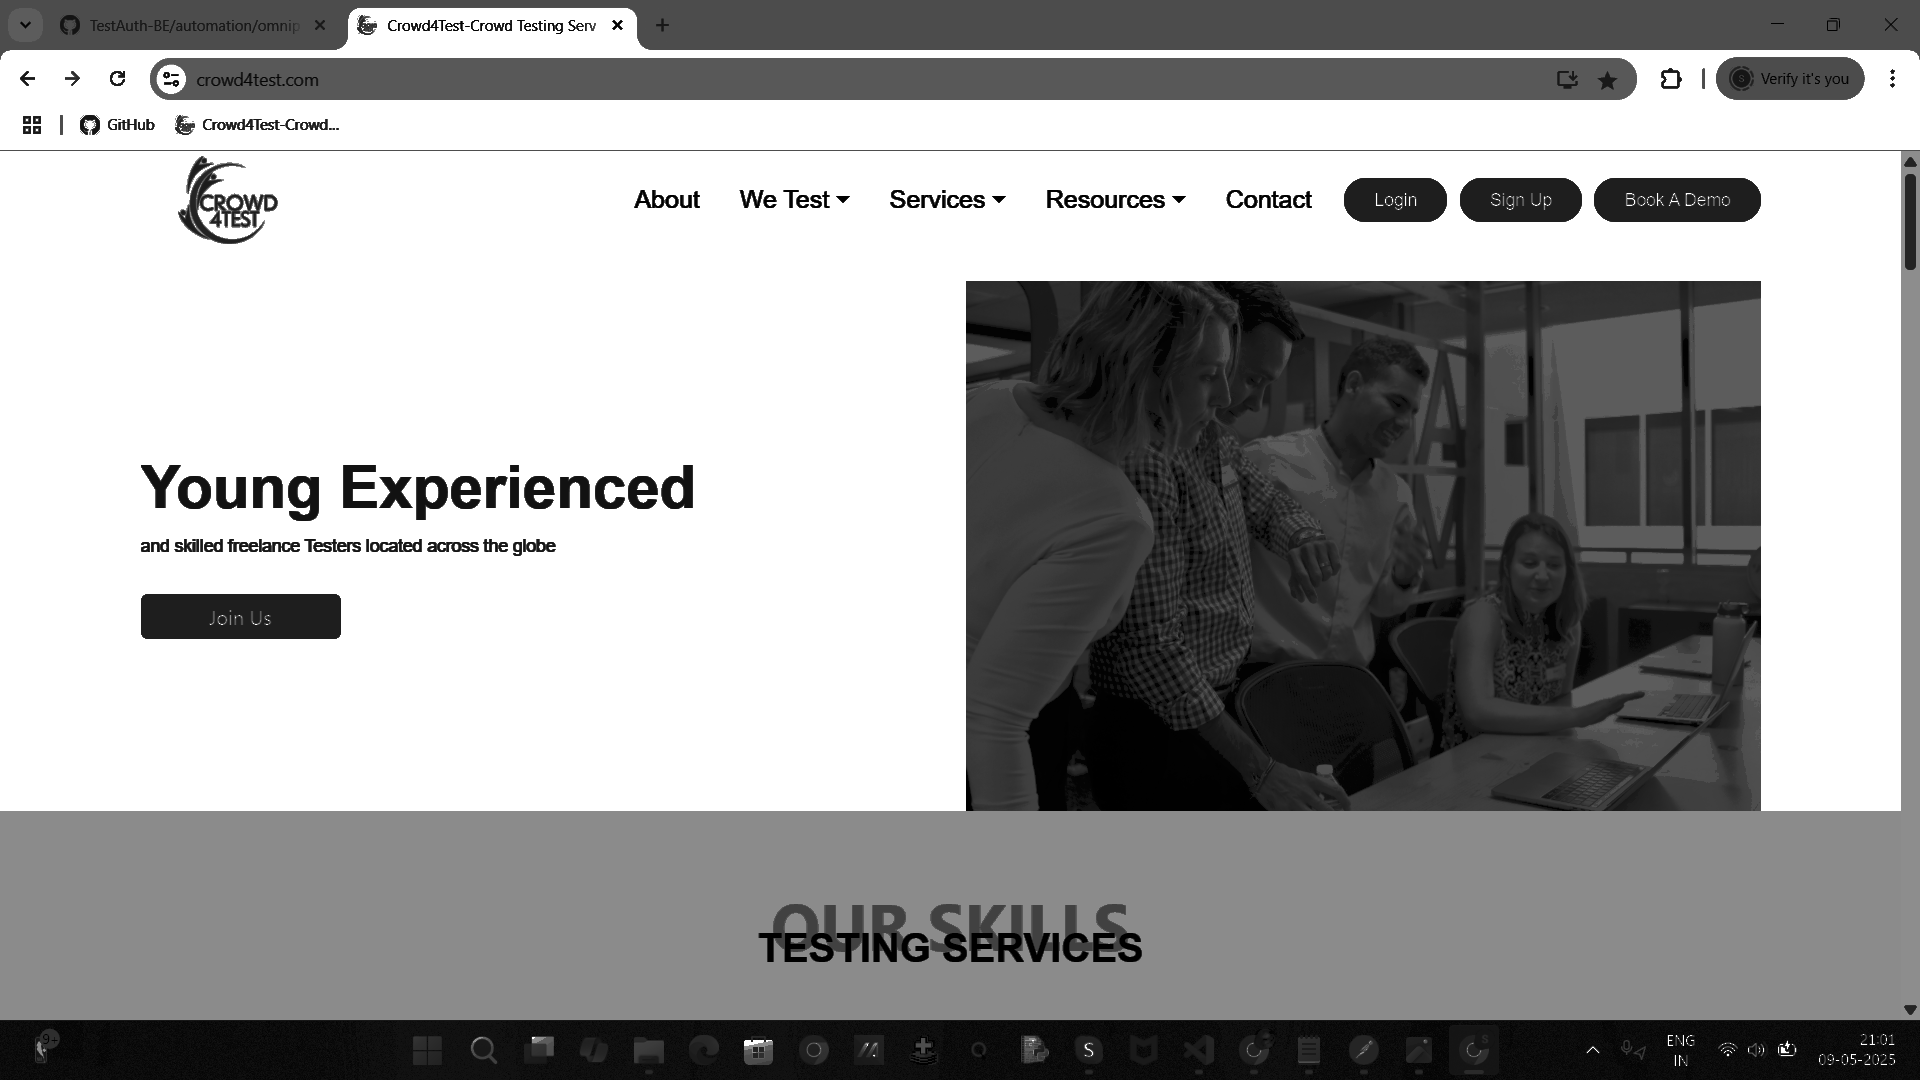 TestAuth-BE/automation/omnip
Crowd4Test-Crowd Testing Serv
crowd4test.com
Verify it's you
GitHub
Crowd4Test-Crowd...
CROWD
4TEST
About
We Test
Services
Resources
Contact
Login
Sign Up
Book A Demo
Young Experienced
and skilled freelance Testers located across the globe
Join Us
OUR SKILLS
TESTING SERVICES
9+
S
ENG
IN
21:01
09-05-2025